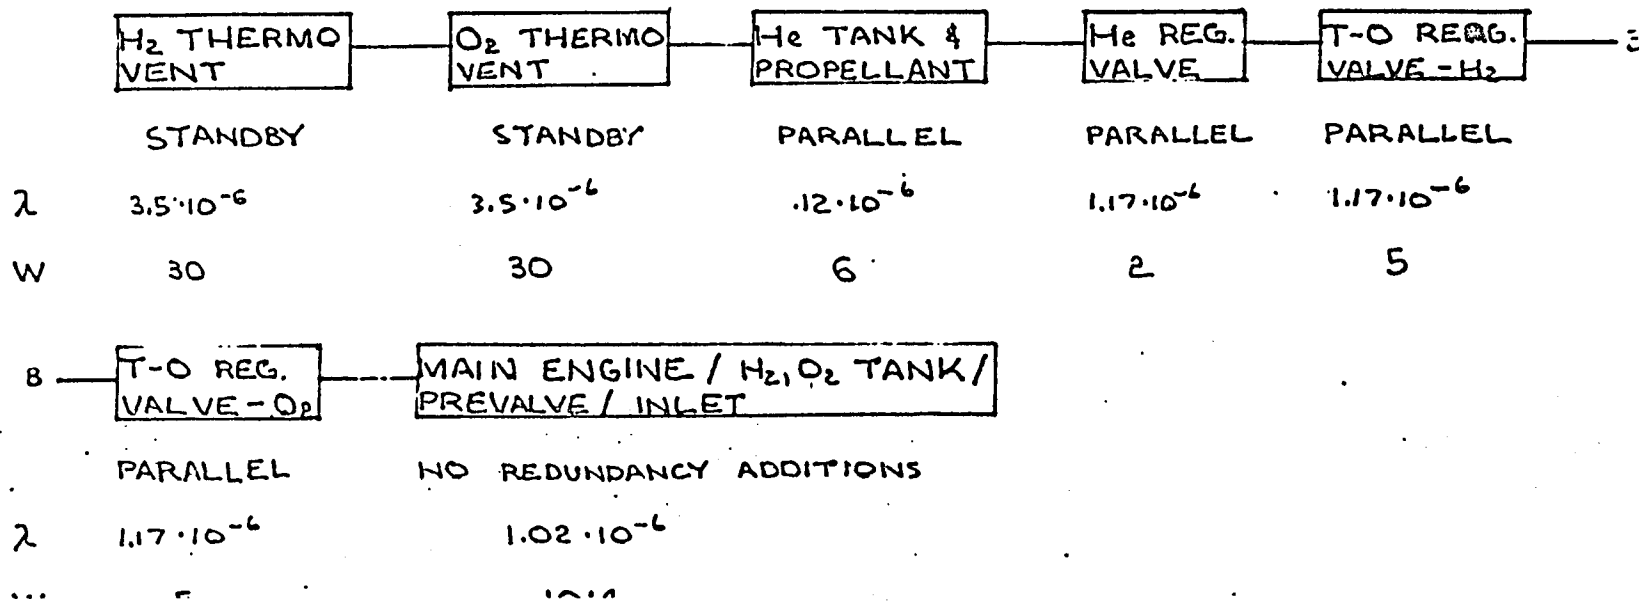 H₂ THERMO O₂ THERMO He TANK & He REG. T-O REG.
VENT VENT PROPELLANT VALVE VALVE - H₂
STANDBY STANDBY PARALLEL PARALLEL PARALLEL
λ 3.5·10⁻⁶ 3.5·10⁻⁶ .12·10⁻⁶ 1.17·10⁻⁶ 1.17·10⁻⁶
W 30 30 6 2 5
B T-O REG. MAIN ENGINE / H₂, O₂ TANK /
VALVE - O₂ PREVALVE / INLET
PARALLEL NO REDUNDANCY ADDITIONS
λ 1.17·10⁻⁶ 1.02·10⁻⁶